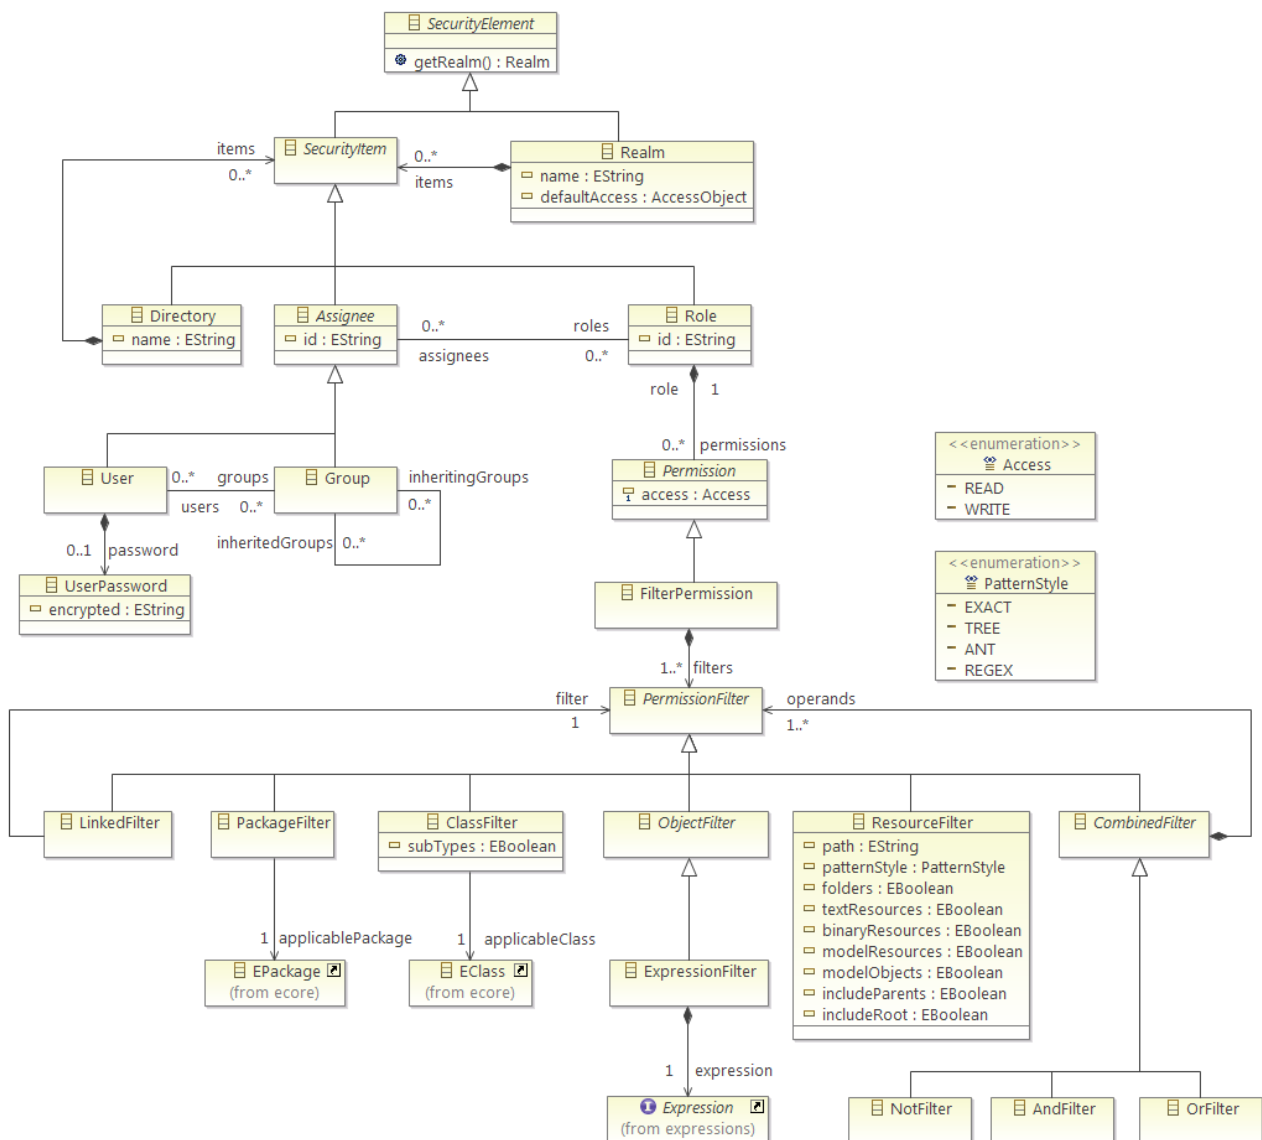 SecurityElement
getRealm() : Realm
items
0..*
SecurityItem
0..*
items
Realm
name : EString
defaultAccess : AccessObject
Directory
name : EString
Assignee
id : EString
0..*
assignees
roles
0..*
Role
id : EString
role
1
0..*
permissions
User
0..*
groups
users
0..*
Group
inheritingGroups
0..*
inheritedGroups
0..*
Permission
access : Access
<<enumeration>>
Access
READ
WRITE
0..1
password
UserPassword
encrypted : EString
FilterPermission
<<enumeration>>
PatternStyle
EXACT
TREE
ANT
REGEX
1..*
filters
filter
1
PermissionFilter
operands
1..*
LinkedFilter
PackageFilter
ClassFilter
subTypes : EBoolean
ObjectFilter
ResourceFilter
path : EString
patternStyle : PatternStyle
folders : EBoolean
textResources : EBoolean
binaryResources : EBoolean
modelResources : EBoolean
modelObjects : EBoolean
includeParents : EBoolean
includeRoot : EBoolean
CombinedFilter
1
applicablePackage
1
applicableClass
EPackage
(from ecore)
EClass
(from ecore)
ExpressionFilter
1
expression
Expression
(from expressions)
NotFilter
AndFilter
OrFilter